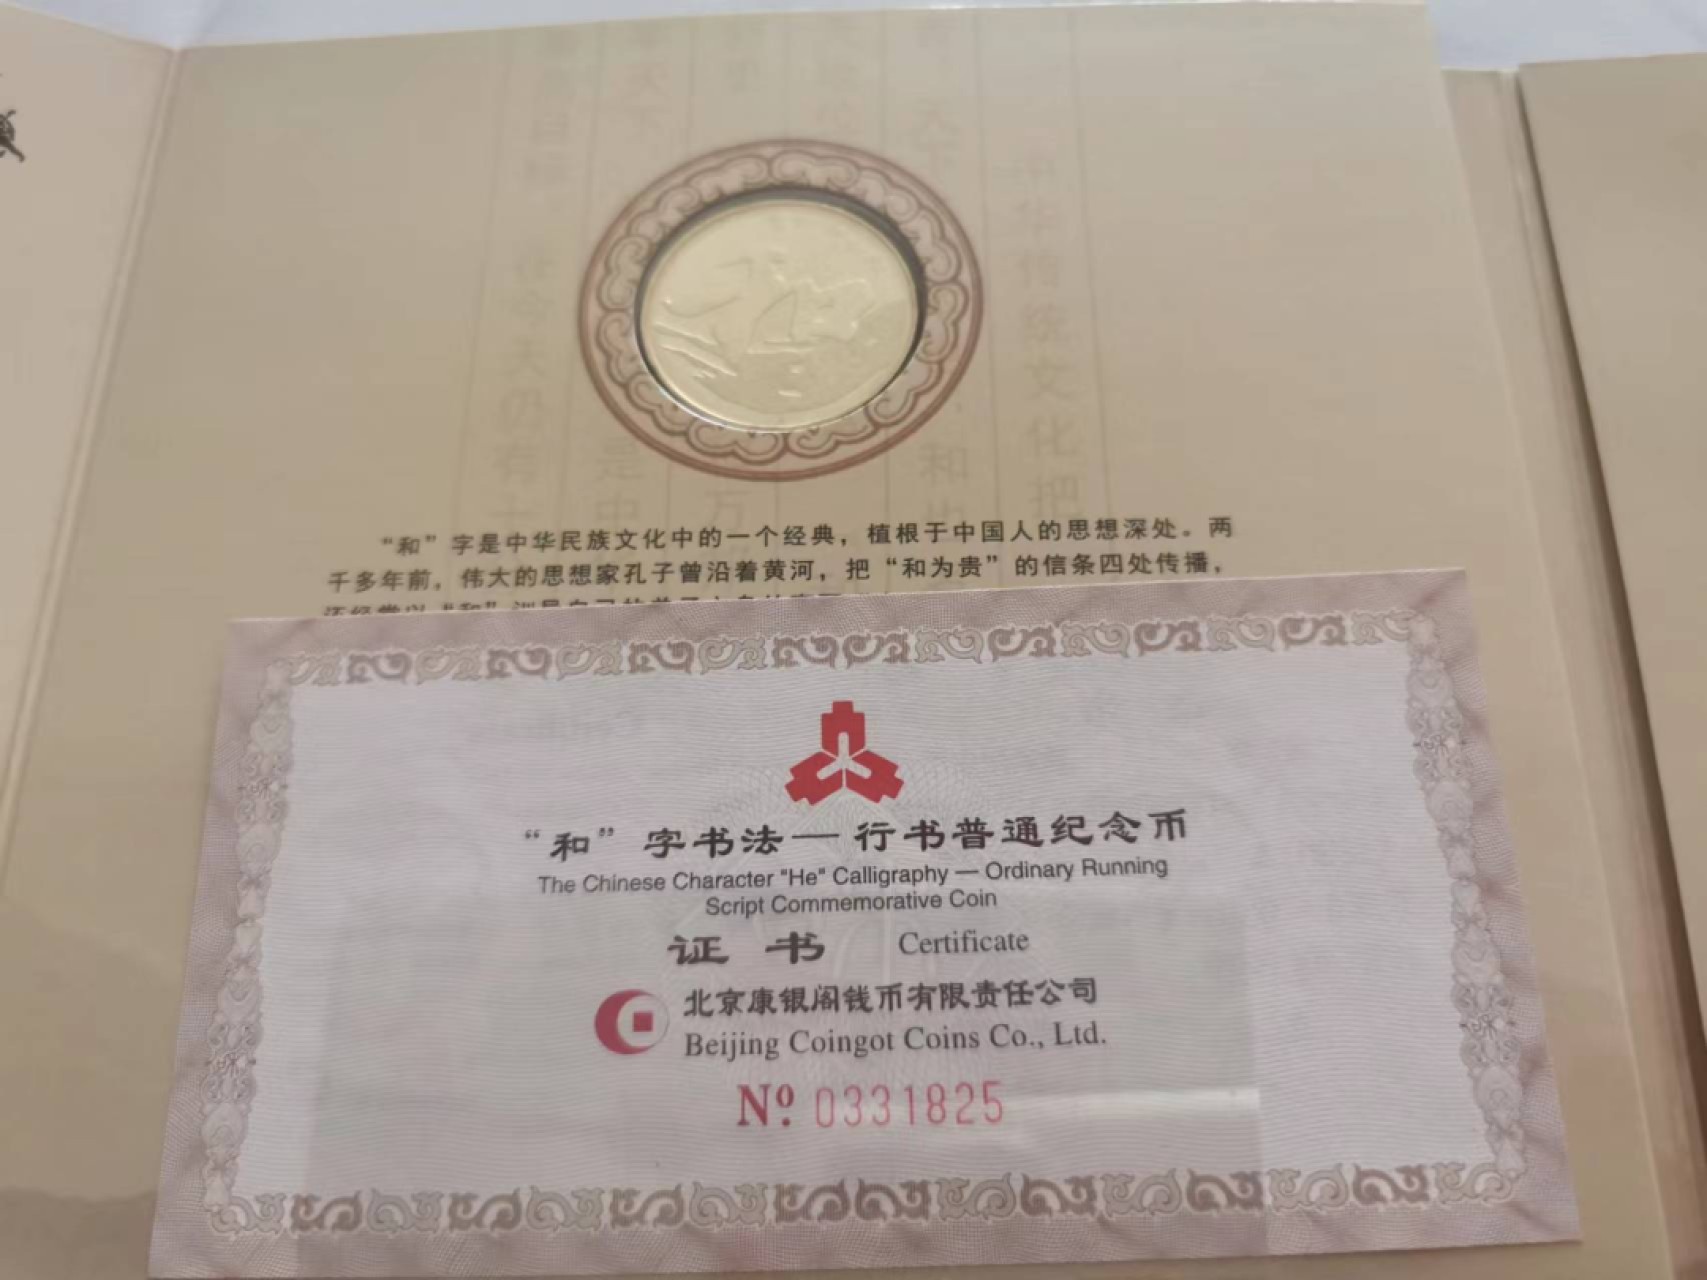 “和”字是中华民族文化中的一个经典，植根于中国人的思想深处。两
千多年前，伟大的思想家孔子曾沿着黄河，把“和为贵”的信条四处传播，
“和”字书法—行书普通纪念币
The Chinese Character "He" Calligraphy — Ordinary Running
Script Commemorative Coin
证书 Certificate
北京康银阁钱币有限责任公司
Beijing Coingot Coins Co., Ltd.
Nº 0331825